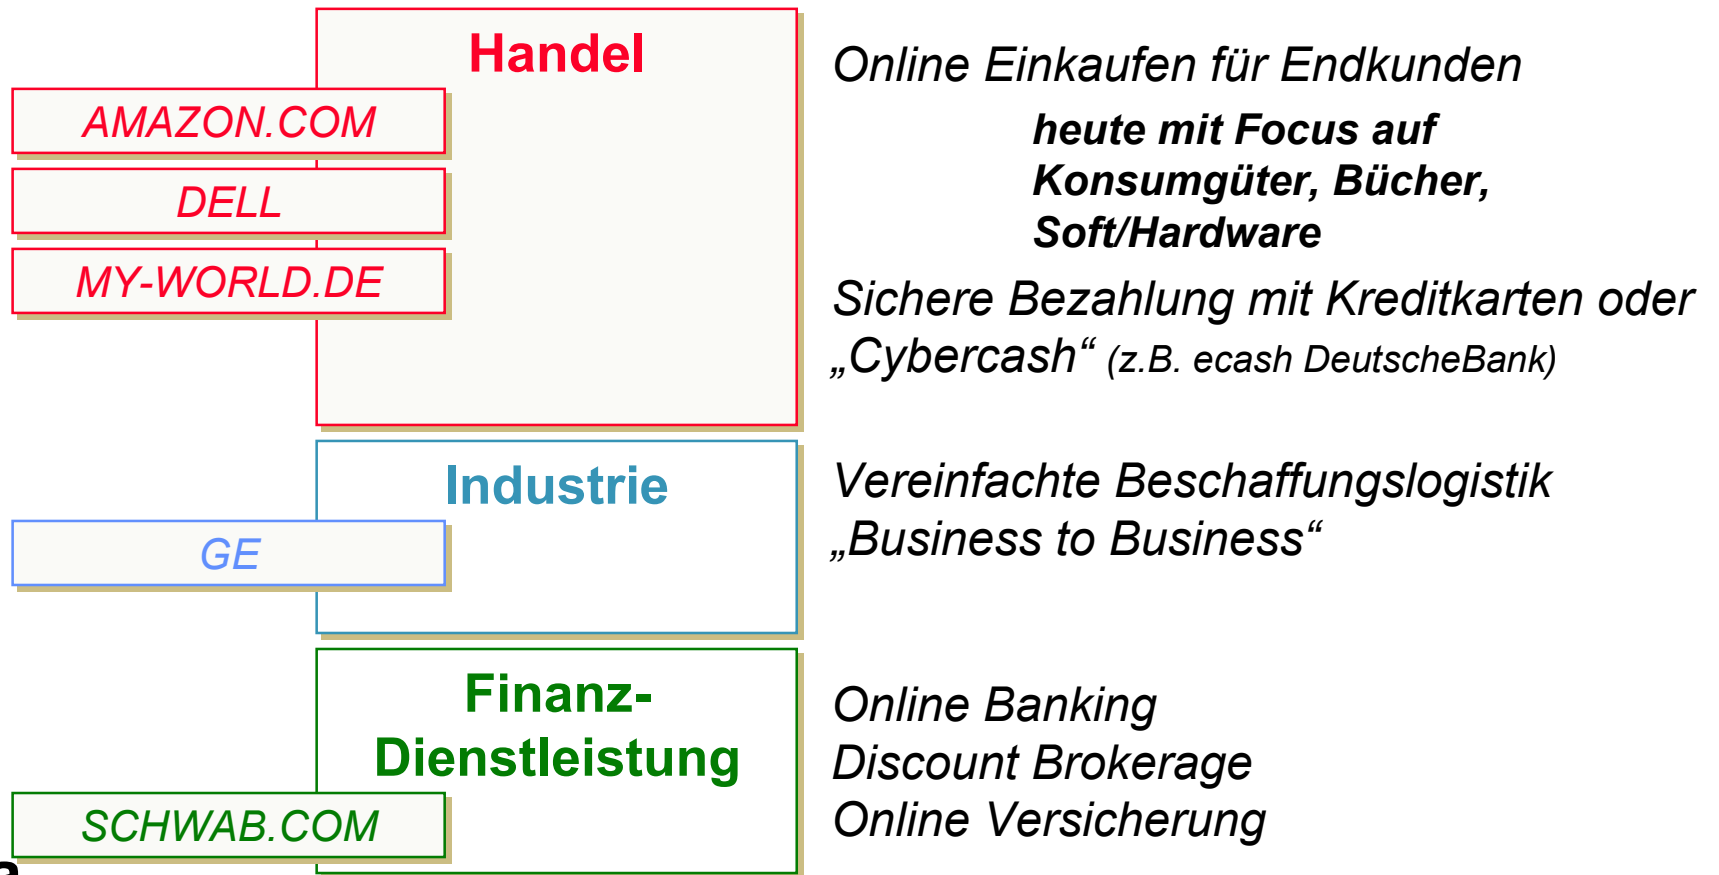 Handel
AMAZON.COM
DELL
MY-WORLD.DE
Online Einkaufen für Endkunden
heute mit Focus auf
Konsumgüter, Bücher,
Soft/Hardware
Sichere Bezahlung mit Kreditkarten oder
„Cybercash“ (z.B. ecash DeutscheBank)
Industrie
GE
Vereinfachte Beschaffungslogistik
„Business to Business“
Finanz-
Dienstleistung
SCHWAB.COM
Online Banking
Discount Brokerage
Online Versicherung